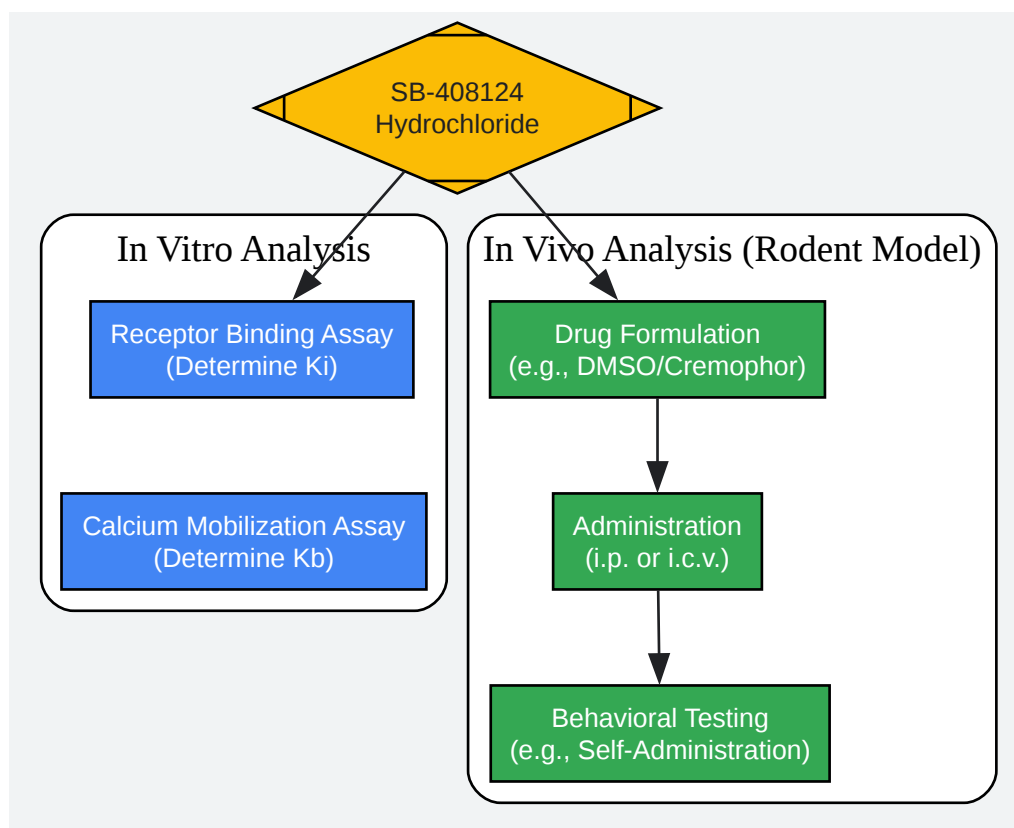 SB-408124
Hydrochloride
In Vitro Analysis
Receptor Binding Assay
(Determine Ki)
Calcium Mobilization Assay
(Determine Kb)
In Vivo Analysis (Rodent Model)
Drug Formulation
(e.g., DMSO/Cremophor)
Administration
(i.p. or i.c.v.)
Behavioral Testing
(e.g., Self-Administration)